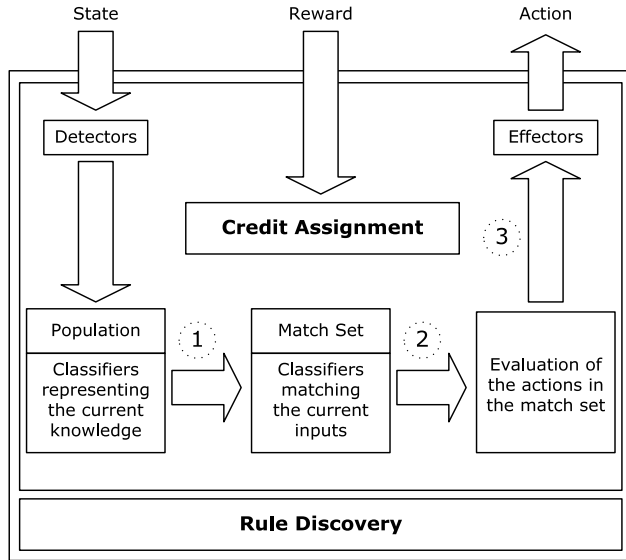 State
Reward
Action
Detectors
Effectors
Credit Assignment
3
Population
Classifiers
representing
the current
knowledge
1
Match Set
Classifiers
matching
the current
inputs
2
Evaluation of
the actions in
the match set
Rule Discovery